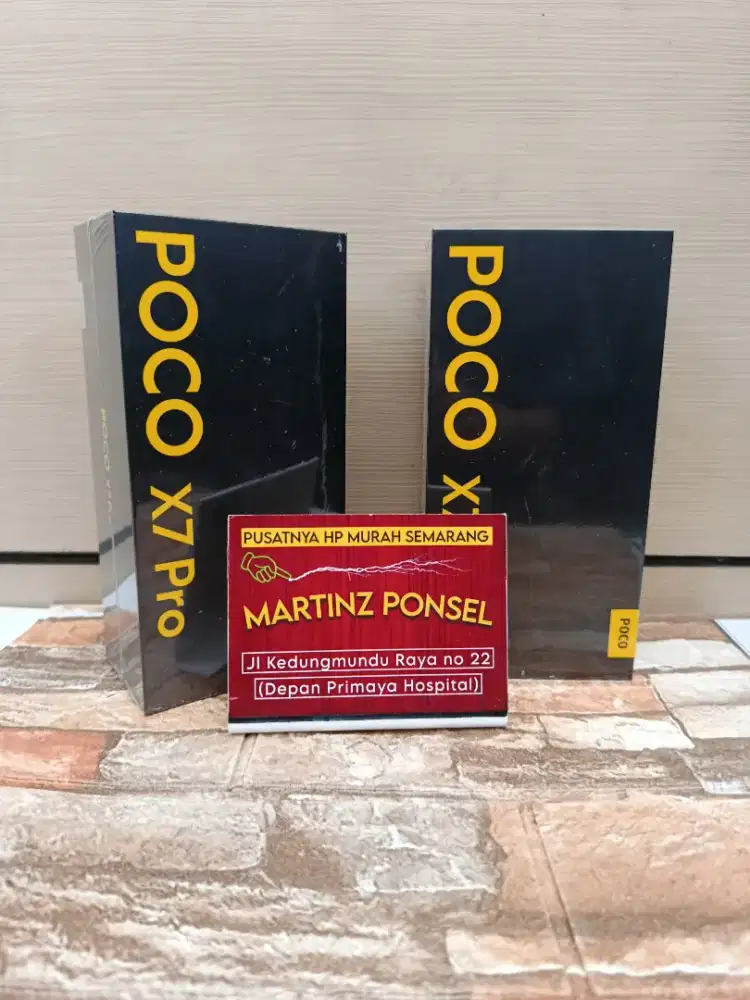 POCO X7 Pro
POCO X7
POCO
PUSATNYA HP MURAH SEMARANG
MARTINZ PONSEL
Jl Kedungmundu Raya no 22
(Depan Primaya Hospital)